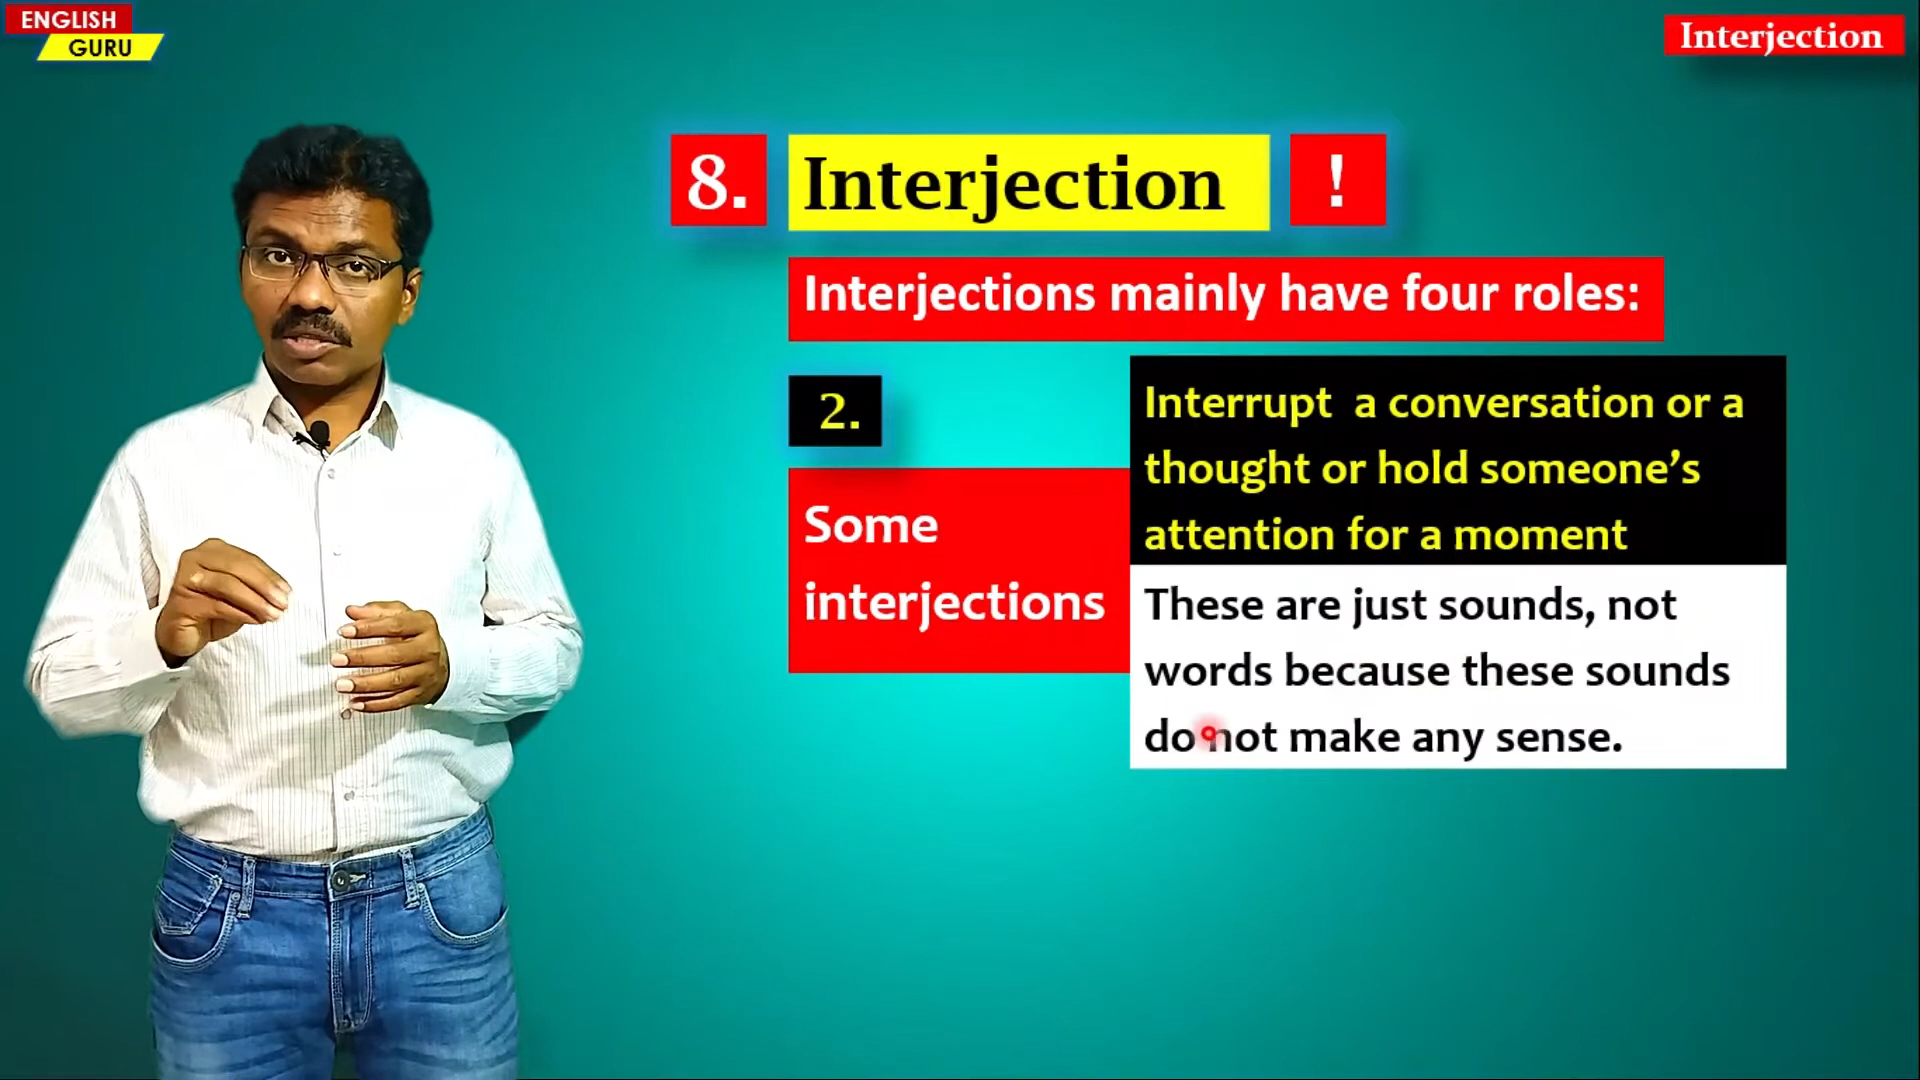 ENGLISH
GURU
Interjection
8. Interjection !
Interjections mainly have four roles:
2.
Some
interjections
Interrupt a conversation or a
thought or hold someone’s
attention for a moment
These are just sounds, not
words because these sounds
do not make any sense.